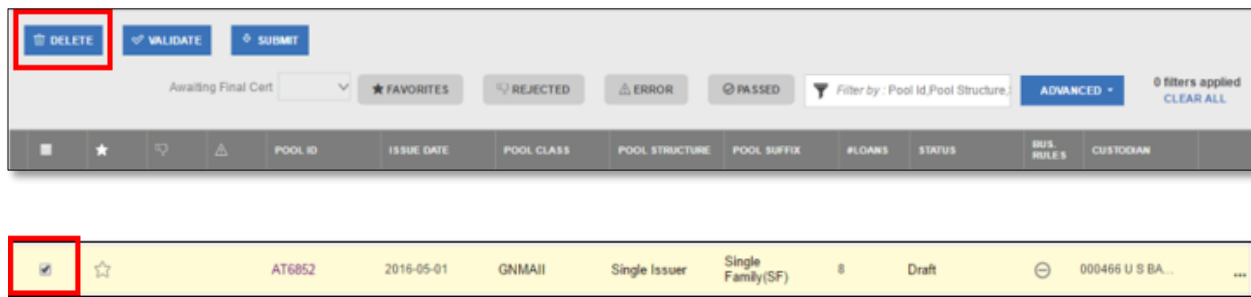 DELETE VALIDATE SUBMIT
Awaiting Final Cert FAVORITES REJECTED ERROR PASSED Filter by : Pool Id,Pool Structure, ADVANCED 0 filters applied
CLEAR ALL
POOL ID ISSUE DATE POOL CLASS POOL STRUCTURE POOL SUFFIX #LOANS STATUS BUS. RULES CUSTODIAN
AT6852 2016-05-01 GNMAII Single Issuer Single Family(SF) 8 Draft 000466 U S BA... ...